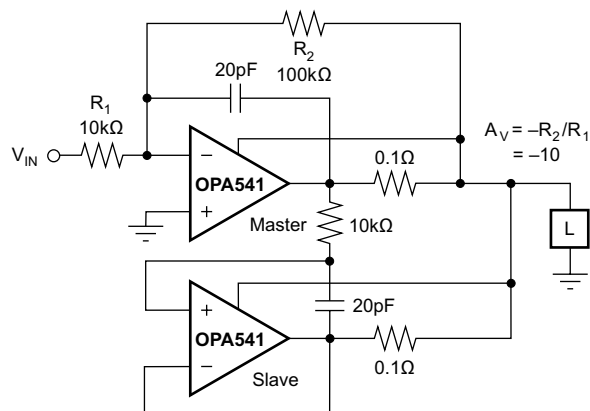 R2
100kΩ
20pF
R1
10kΩ
AV = –R2/R1
= –10
VIN
–
+
OPA541
0.1Ω
Master
10kΩ
L
+
–
OPA541
20pF
Slave
0.1Ω